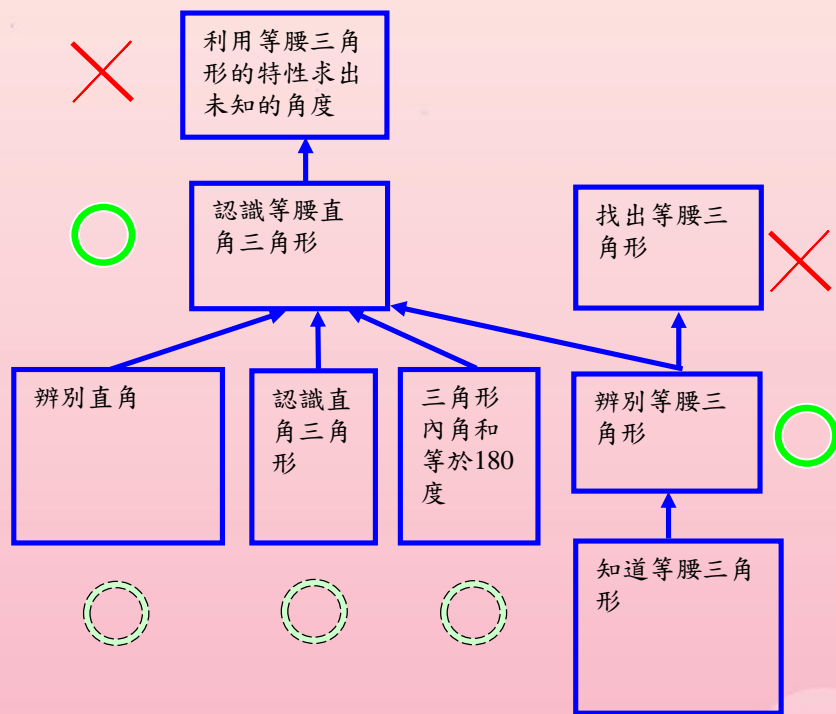 利用等腰三角
形的特性求出
未知的角度
認識等腰直
角三角形
找出等腰三
角形
辨別直角
認識直
角三角
形
三角形
內角和
等於180
度
辨別等腰三
角形
知道等腰三角
形